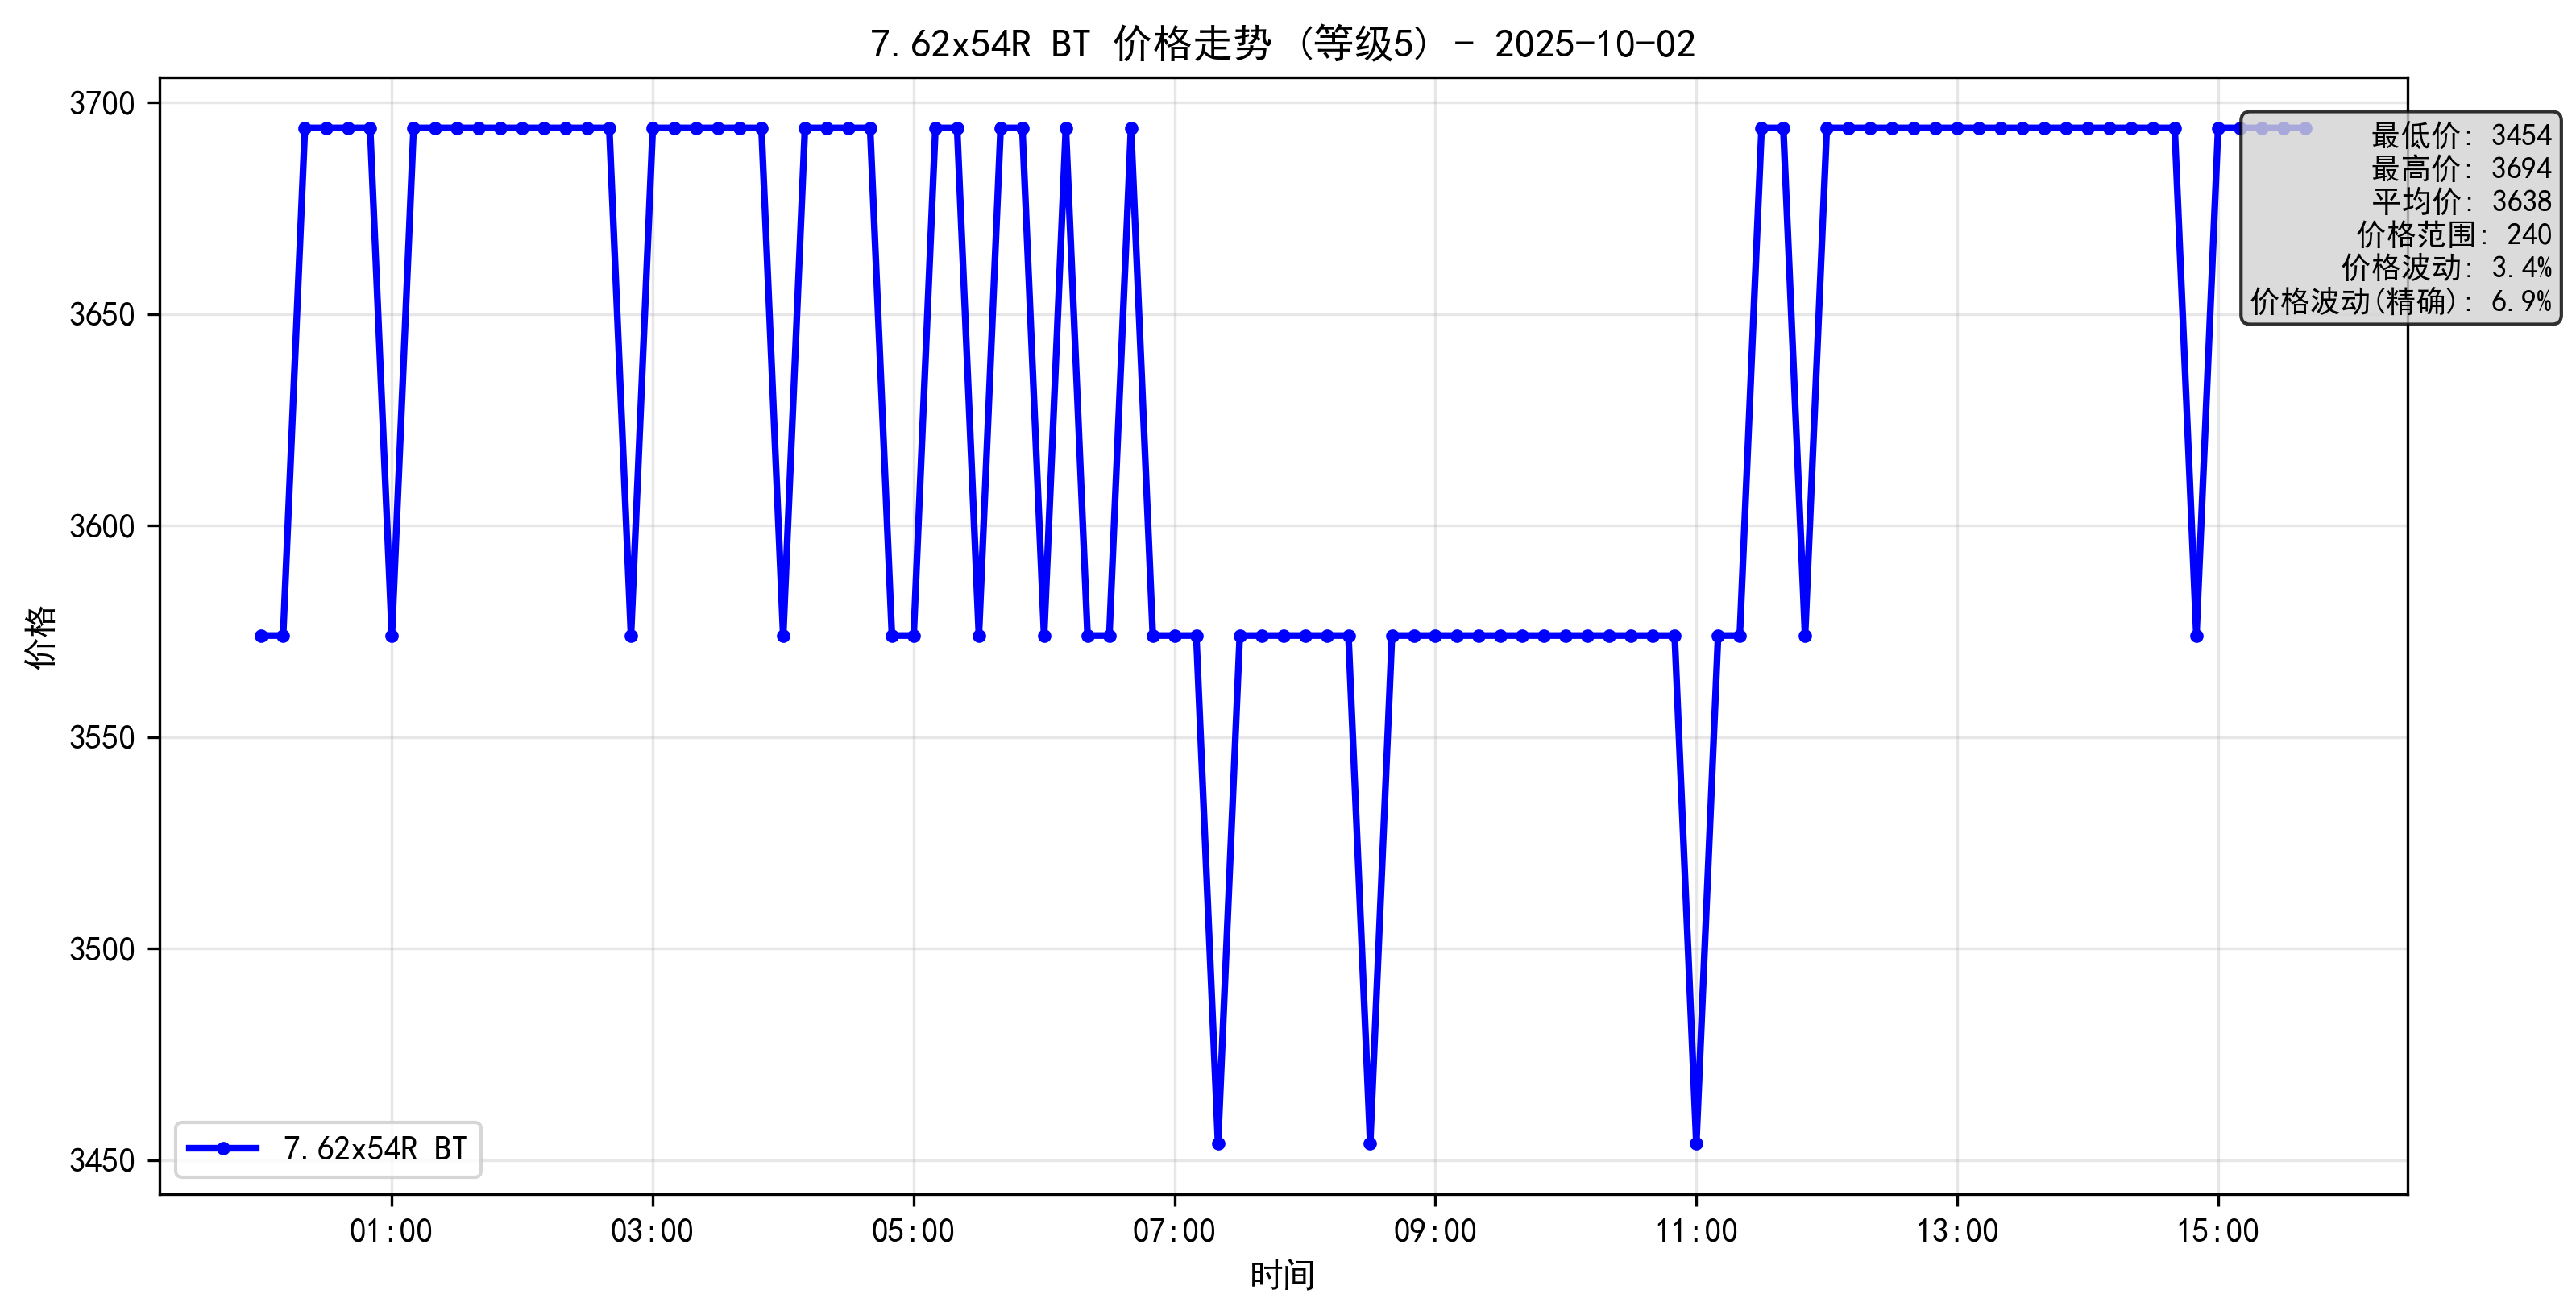 7.62x54R BT 价格走势 (等级5) - 2025-10-02
3700
3650
3600
3550
3500
3450
价格
最低价: 3454
最高价: 3694
平均价: 3638
价格范围: 240
价格波动: 3.4%
价格波动(精确): 6.9%
7.62x54R BT
01:00 03:00 05:00 07:00 09:00 11:00 13:00 15:00
时间